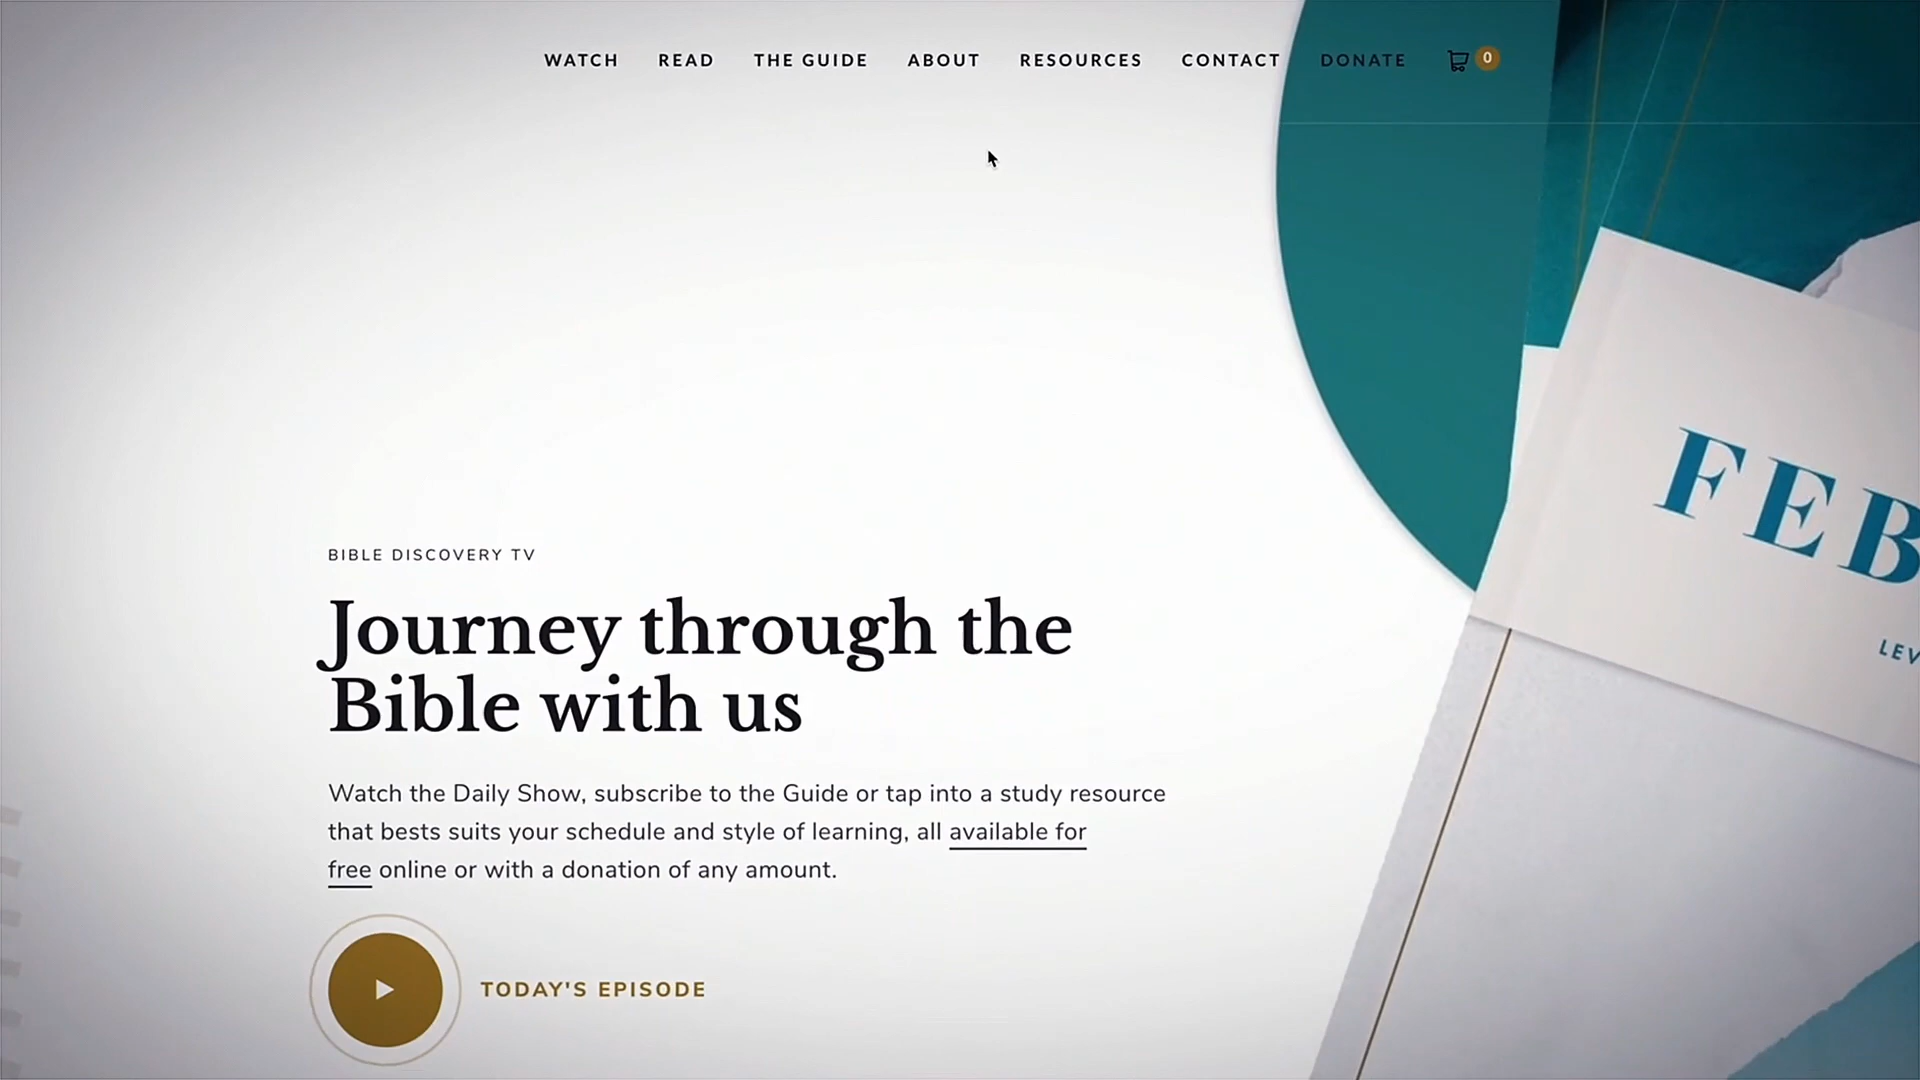 WATCH READ THE GUIDE ABOUT RESOURCES CONTACT DONATE 0
BIBLE DISCOVERY TV
Journey through the
Bible with us
Watch the Daily Show, subscribe to the Guide or tap into a study resource
that bests suits your schedule and style of learning, all available for
free online or with a donation of any amount.
TODAY'S EPISODE
FEB
LEV